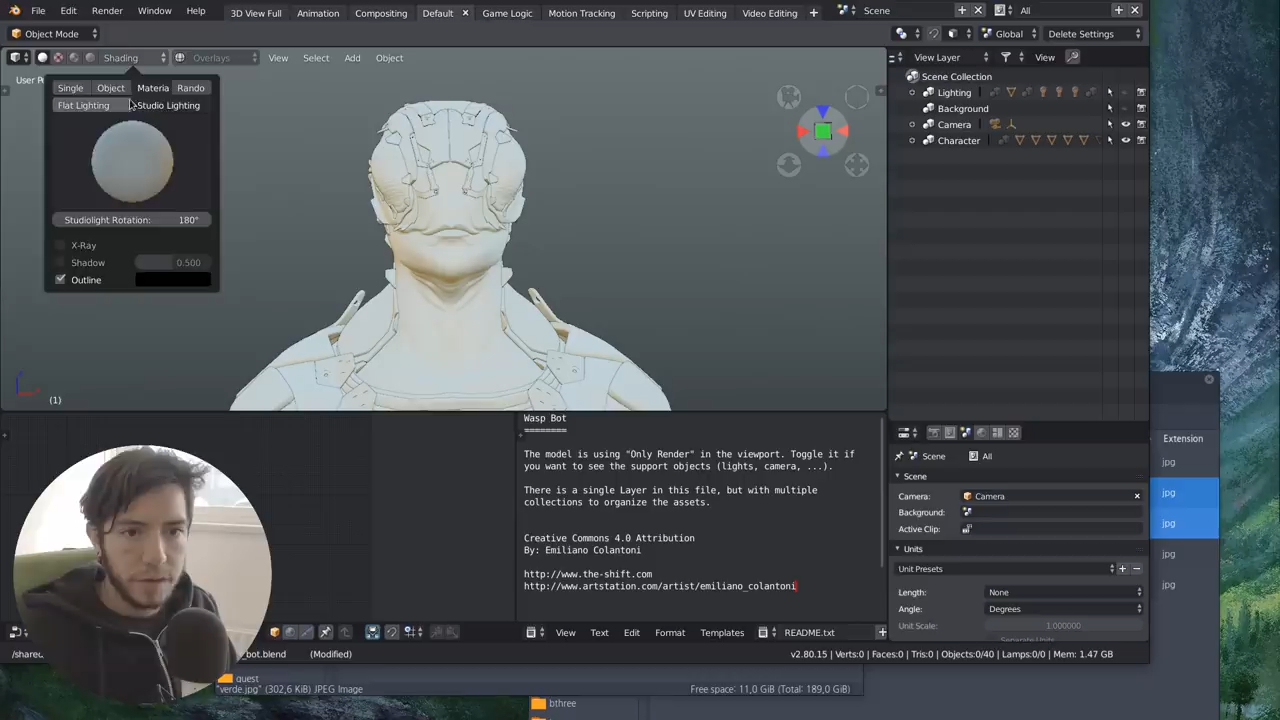 File Edit Render Window Help 3D View Full Animation Compositing Default Game Logic Motion Tracking Scripting UV Editing Video Editing Scene All
Object Mode Global Delete Settings
Shading Overlays View Select Add Object View Layer View
User P
Single Object Materia Rando
Flat Lighting Studio Lighting
Studiolight Rotation: 180°
X-Ray
Shadow 0.500
Outline
(1)
Scene Collection
Lighting
Background
Camera
Character
Wasp Bot
========
The model is using "Only Render" in the viewport. Toggle it if
you want to see the support objects (lights, camera, ...).
There is a single Layer in this file, but with multiple
collections to organize the assets.
Creative Commons 4.0 Attribution
By: Emiliano Colantoni
http://www.the-shift.com
http://www.artstation.com/artist/emiliano_colantoni
View Text Edit Format Templates README.txt
Scene All
Scene
Camera: Camera
Background:
Active Clip:
Units
Unit Presets
Length: None
Angle: Degrees
Unit Scale: 1.000000
Separate Units
Extension
jpg
jpg
jpg
jpg
jpg
/share _bot.blend (Modified) v2.80.15 | Verts:0 | Faces:0 | Tris:0 | Objects:0/40 | Lamps:0/0 | Mem: 1.47 GB
quest
"verde.jpg" (302,6 KiB) JPEG Image Free space: 11,0 GiB (Total: 189,0 GiB)
bthree